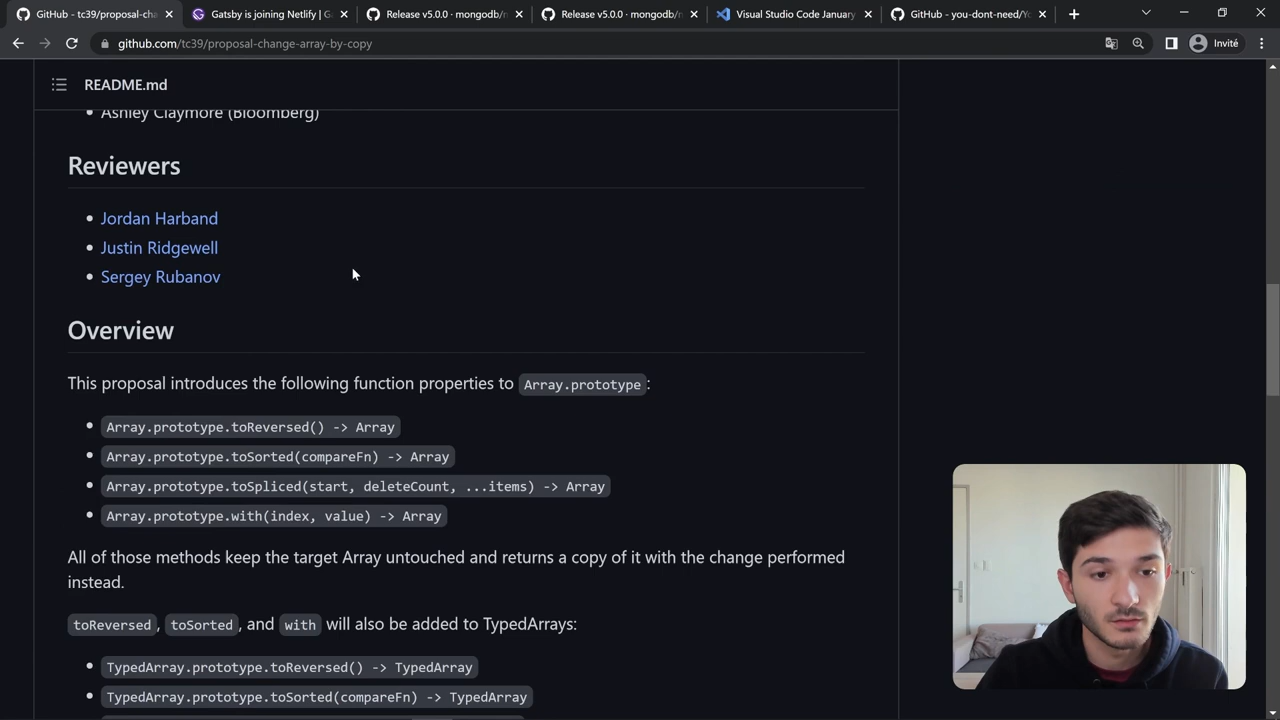 GitHub - tc39/proposal-cha
Gatsby is joining Netlify | G
Release v5.0.0 · mongodb/
Release v5.0.0 · mongodb/
Visual Studio Code January
GitHub - you-dont-need/Yo
github.com/tc39/proposal-change-array-by-copy
Invité
README.md
Ashley Claymore (Bloomberg)
Reviewers
Jordan Harband
Justin Ridgewell
Sergey Rubanov
Overview
This proposal introduces the following function properties to Array.prototype:
Array.prototype.toReversed() -> Array
Array.prototype.toSorted(compareFn) -> Array
Array.prototype.toSpliced(start, deleteCount, ...items) -> Array
Array.prototype.with(index, value) -> Array
All of those methods keep the target Array untouched and returns a copy of it with the change performed
instead.
toReversed, toSorted, and with will also be added to TypedArrays:
TypedArray.prototype.toReversed() -> TypedArray
TypedArray.prototype.toSorted(compareFn) -> TypedArray